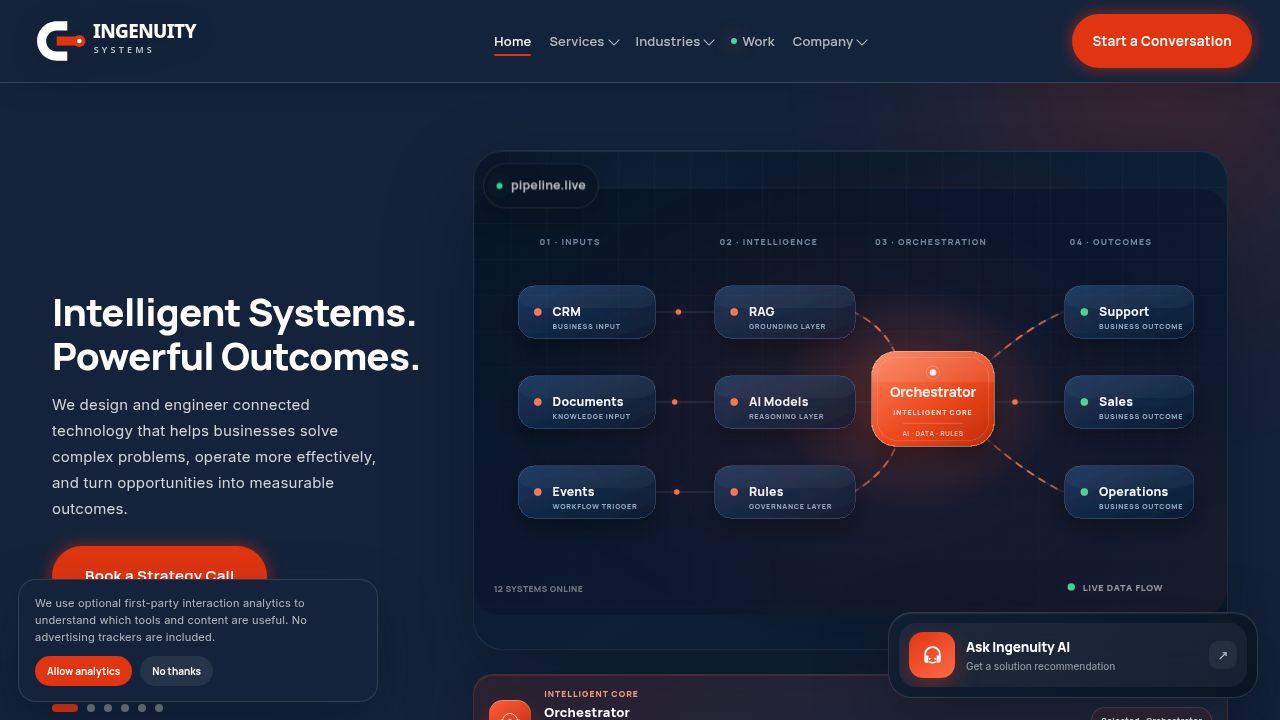 INGENUITY
SYSTEMS
Home Services Industries Work Company
Start a Conversation
pipeline.live
01 · INPUTS 02 · INTELLIGENCE 03 · ORCHESTRATION 04 · OUTCOMES
Intelligent Systems.
Powerful Outcomes.
We design and engineer connected
technology that helps businesses solve
complex problems, operate more effectively,
and turn opportunities into measurable
outcomes.
Book a Strategy Call
CRM
BUSINESS INPUT
RAG
GROUNDING LAYER
Support
BUSINESS OUTCOME
Documents
KNOWLEDGE INPUT
AI Models
REASONING LAYER
Orchestrator
INTELLIGENT CORE
AI · DATA · RULES
Sales
BUSINESS OUTCOME
Events
WORKFLOW TRIGGER
Rules
GOVERNANCE LAYER
Operations
BUSINESS OUTCOME
12 SYSTEMS ONLINE
LIVE DATA FLOW
We use optional first-party interaction analytics to
understand which tools and content are useful. No
advertising trackers are included.
Allow analytics No thanks
Ask Ingenuity AI
Get a solution recommendation
↗
INTELLIGENT CORE
Orchestrator
Selected · Orchestrator